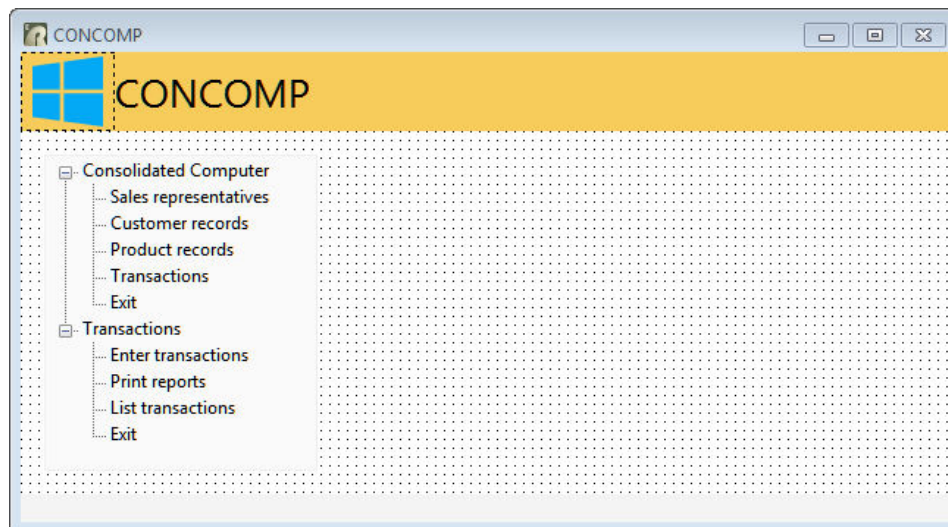 CONCOMP
CONCOMP
Consolidated Computer
Sales representatives
Customer records
Product records
Transactions
Exit
Transactions
Enter transactions
Print reports
List transactions
Exit